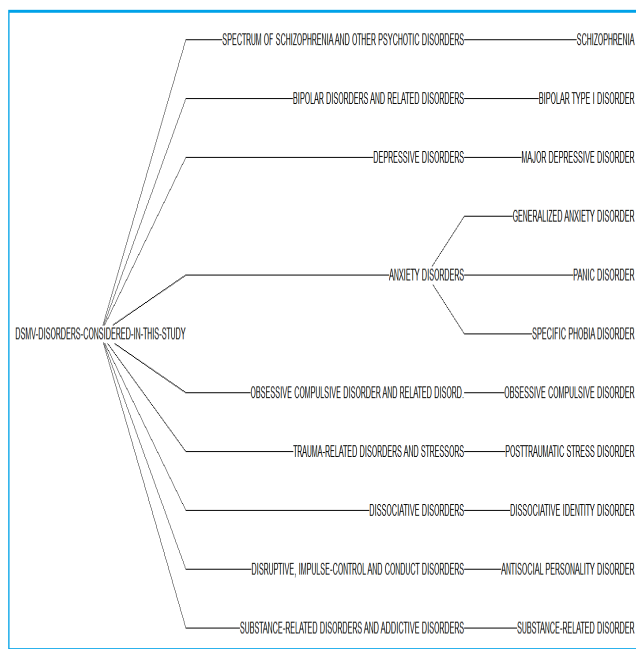 SPECTRUM OF SCHIZOPHRENIA AND OTHER PSYCHOTIC DISORDERS SCHIZOPHRENIA
BIPOLAR DISORDERS AND RELATED DISORDERS BIPOLAR TYPE I DISORDER
DEPRESSIVE DISORDERS MAJOR DEPRESSIVE DISORDER
GENERALIZED ANXIETY DISORDER
ANXIETY DISORDERS PANIC DISORDER
DSMV-DISORDERS-CONSIDERED-IN-THIS-STUDY SPECIFIC PHOBIA DISORDER
OBSESSIVE COMPULSIVE DISORDER AND RELATED DISORD. OBSESSIVE COMPULSIVE DISORDER
TRAUMA-RELATED DISORDERS AND STRESSORS POSTTRAUMATIC STRESS DISORDER
DISSOCIATIVE DISORDERS DISSOCIATIVE IDENTITY DISORDER
DISRUPTIVE, IMPULSE-CONTROL AND CONDUCT DISORDERS ANTISOCIAL PERSONALITY DISORDER
SUBSTANCE-RELATED DISORDERS AND ADDICTIVE DISORDERS SUBSTANCE-RELATED DISORDER